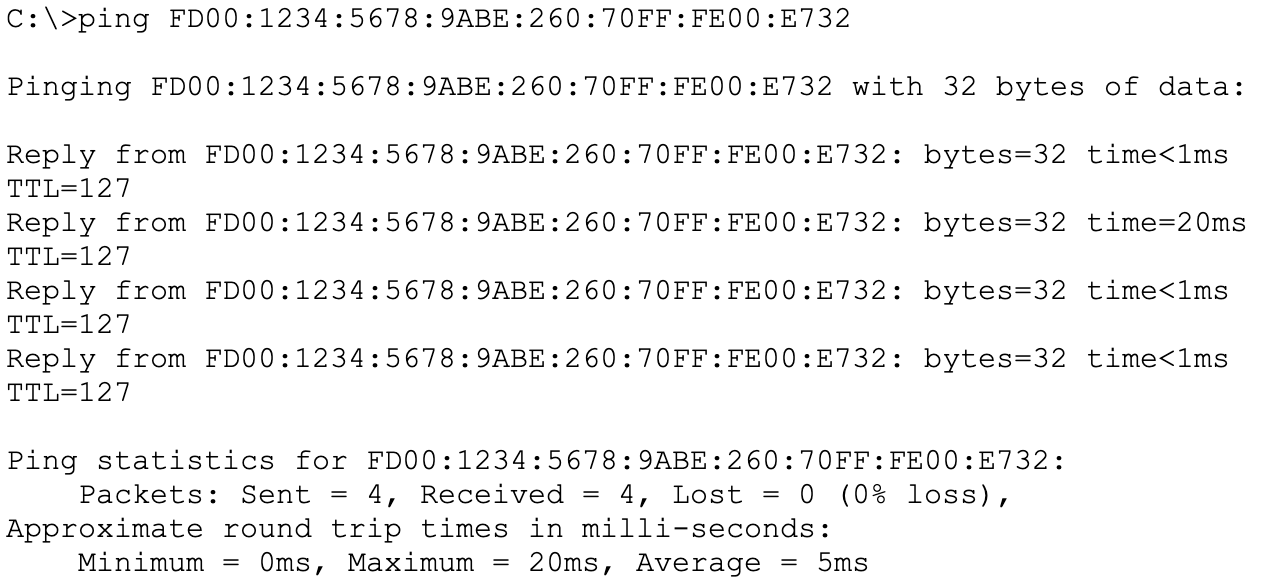 C:\>ping FD00:1234:5678:9ABE:260:70FF:FE00:E732
Pinging FD00:1234:5678:9ABE:260:70FF:FE00:E732 with 32 bytes of data:
Reply from FD00:1234:5678:9ABE:260:70FF:FE00:E732: bytes=32 time<1ms
TTL=127
Reply from FD00:1234:5678:9ABE:260:70FF:FE00:E732: bytes=32 time=20ms
TTL=127
Reply from FD00:1234:5678:9ABE:260:70FF:FE00:E732: bytes=32 time<1ms
TTL=127
Reply from FD00:1234:5678:9ABE:260:70FF:FE00:E732: bytes=32 time<1ms
TTL=127
Ping statistics for FD00:1234:5678:9ABE:260:70FF:FE00:E732:
Packets: Sent = 4, Received = 4, Lost = 0 (0% loss),
Approximate round trip times in milli-seconds:
Minimum = 0ms, Maximum = 20ms, Average = 5ms